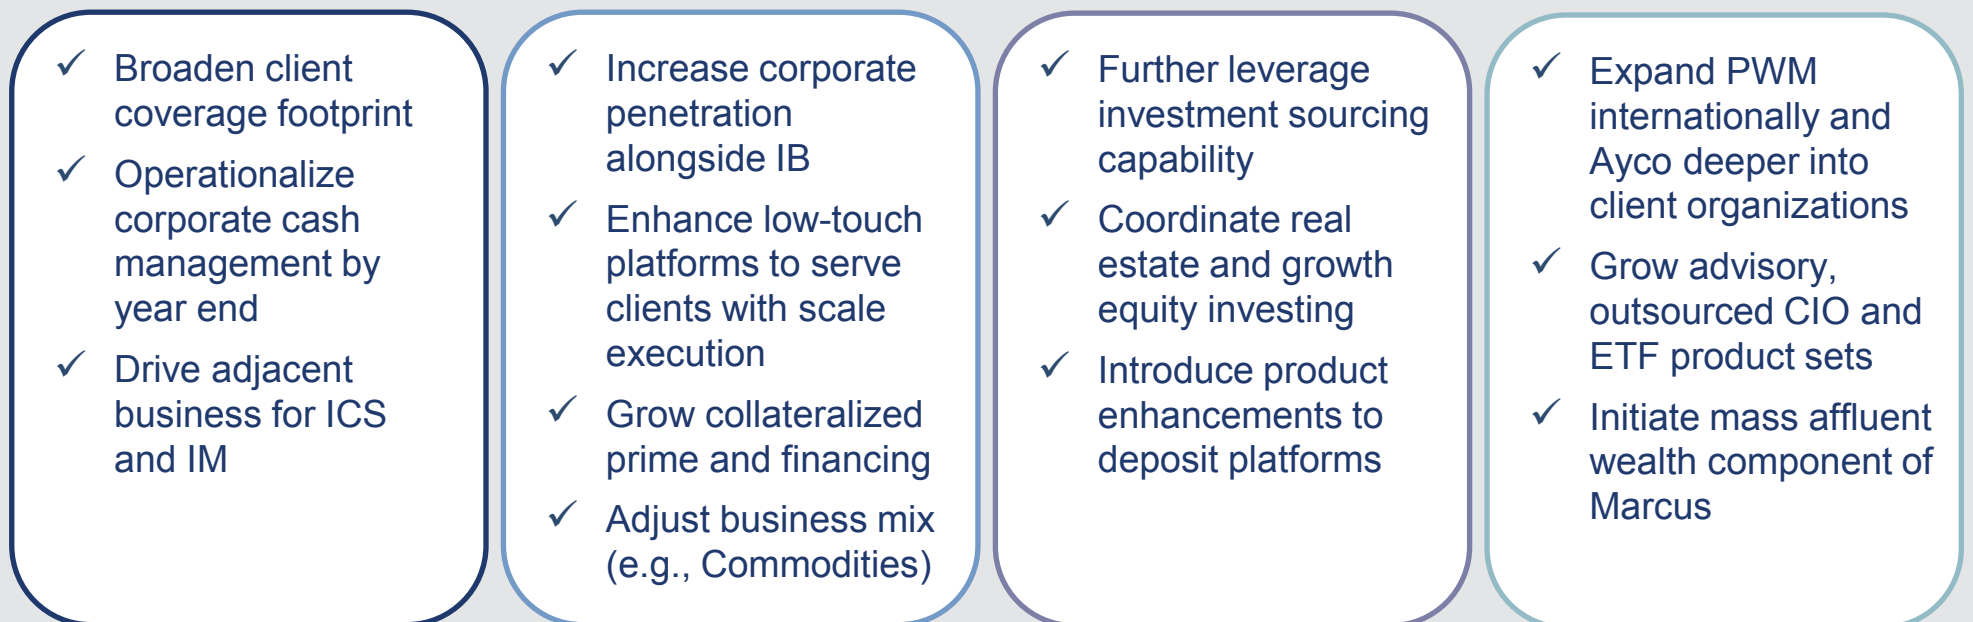 ✓ Broaden client
coverage footprint
✓ Operationalize
corporate cash
management by
year end
✓ Drive adjacent
business for ICS
and IM
✓ Increase corporate
penetration
alongside IB
✓ Enhance low-touch
platforms to serve
clients with scale
execution
✓ Grow collateralized
prime and financing
✓ Adjust business mix
(e.g., Commodities)
✓ Further leverage
investment sourcing
capability
✓ Coordinate real
estate and growth
equity investing
✓ Introduce product
enhancements to
deposit platforms
✓ Expand PWM
internationally and
Ayco deeper into
client organizations
✓ Grow advisory,
outsourced CIO and
ETF product sets
✓ Initiate mass affluent
wealth component of
Marcus